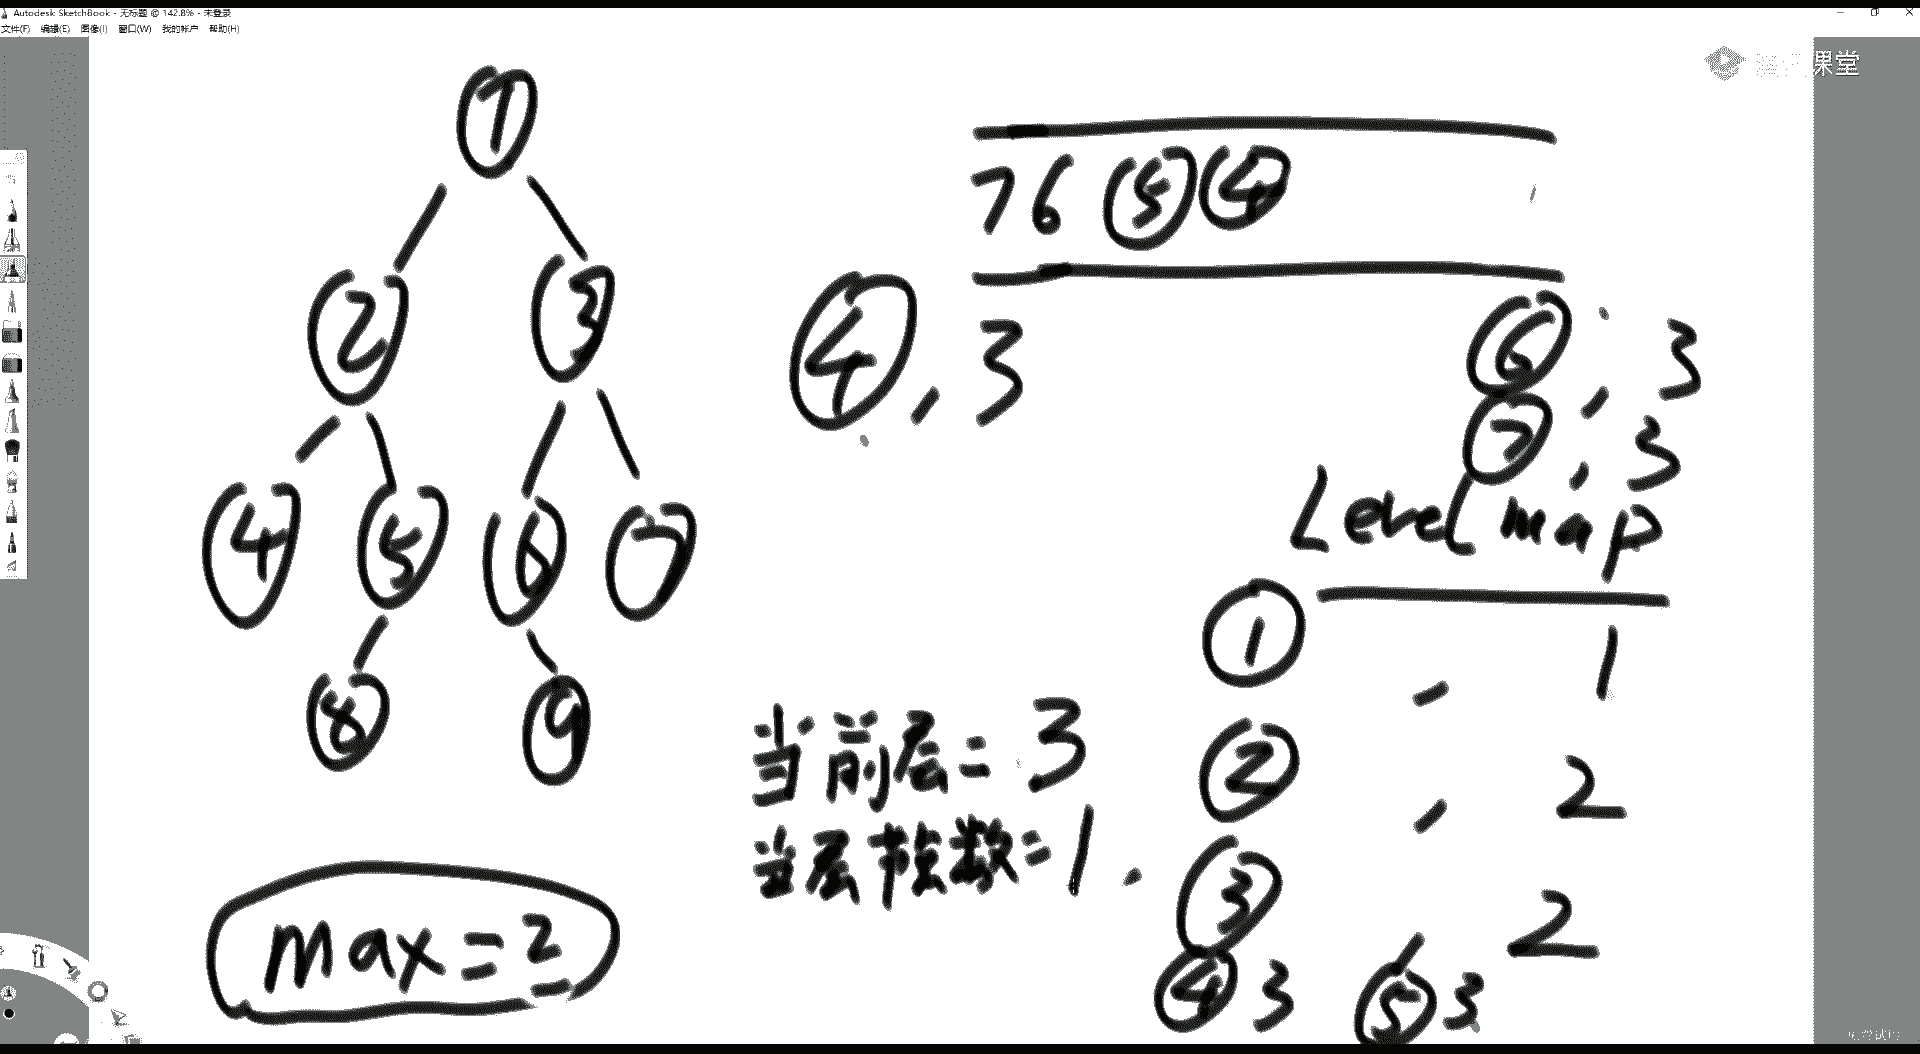 Autodesk SketchBook - 无标题 @ 142.8% - 未登录
文件(F) 编辑(E) 图像(I) 窗口(W) 我的帐户 帮助(H)
课堂
1
2 3
4 5 6 7
8 9
7 6 5 4
4 , 3
6 , 3
7 , 3
Level map
1 , 1
2 , 2
3 , 2
4 3 5 3
当前层=3
当层节点数=1.
max=2